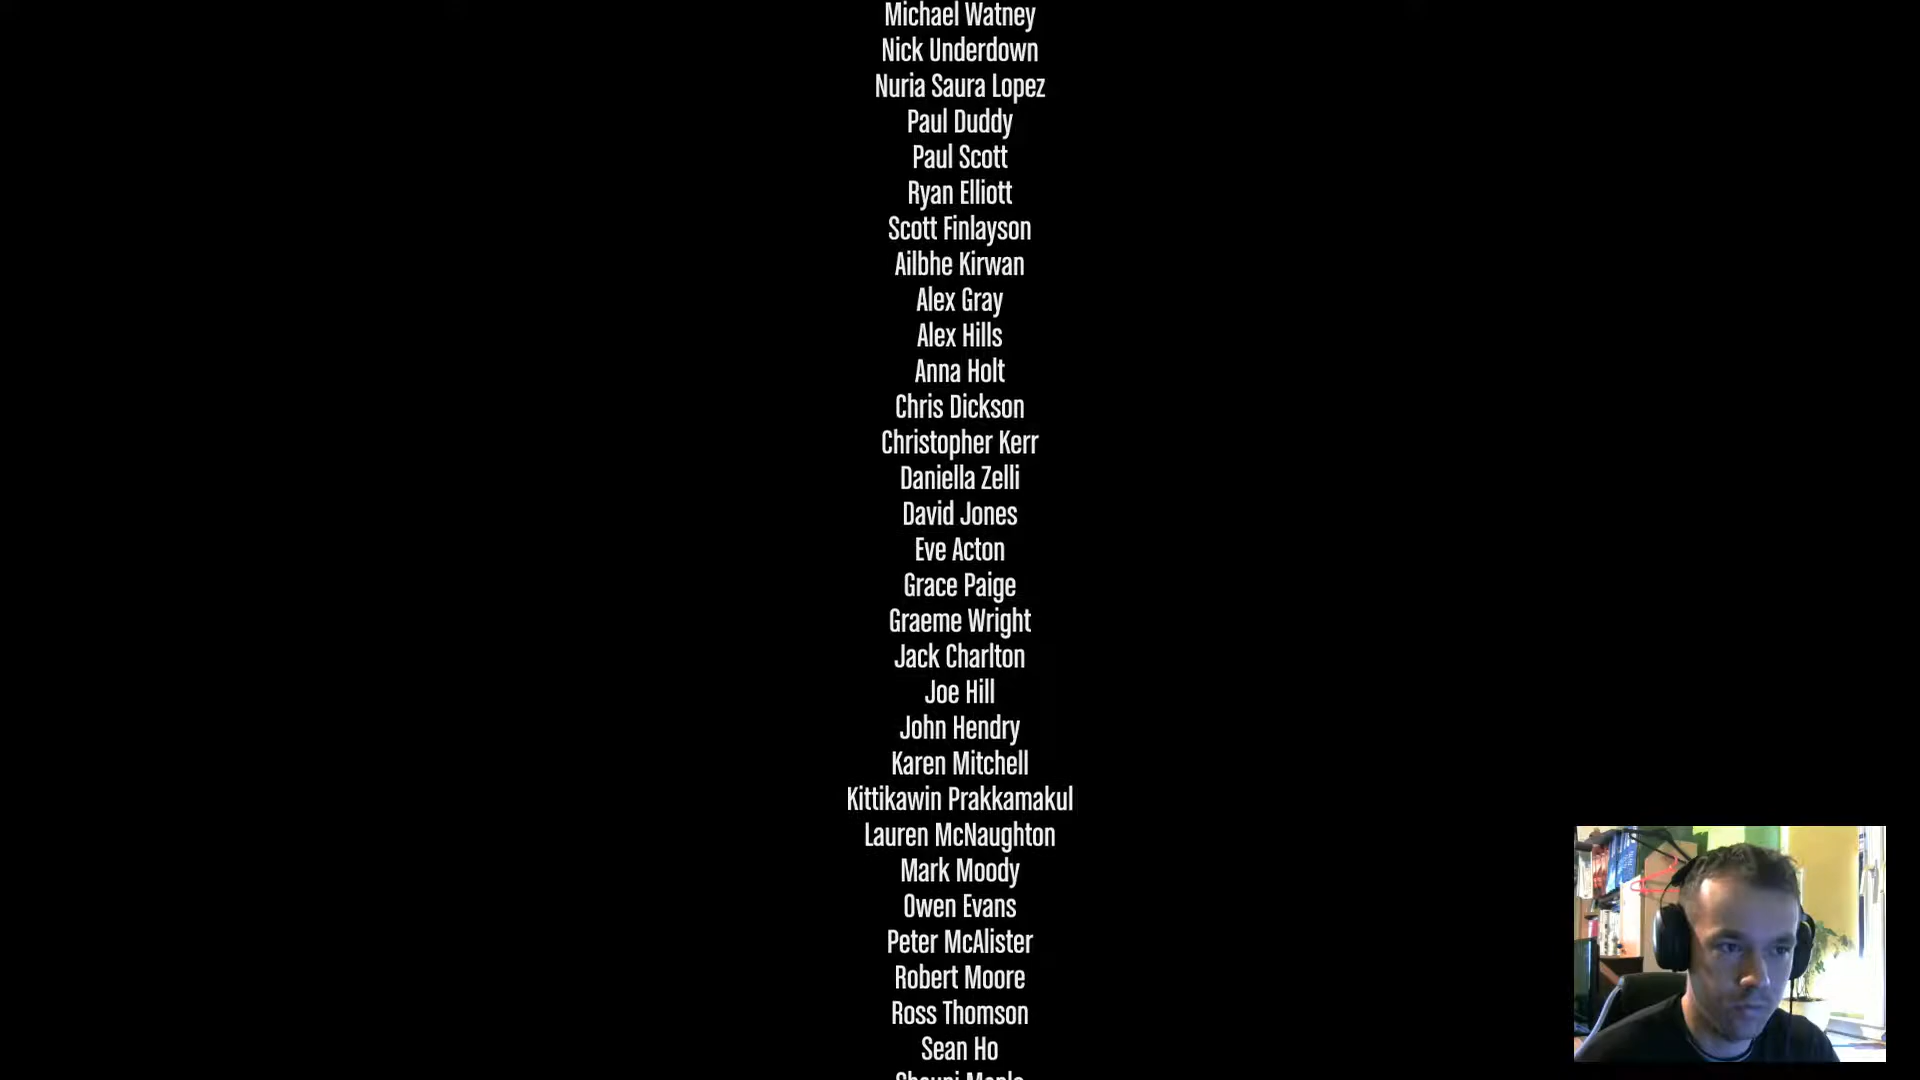 Michael Watney
Nick Underdown
Nuria Saura Lopez
Paul Duddy
Paul Scott
Ryan Elliott
Scott Finlayson
Ailbhe Kirwan
Alex Gray
Alex Hills
Anna Holt
Chris Dickson
Christopher Kerr
Daniella Zelli
David Jones
Eve Acton
Grace Paige
Graeme Wright
Jack Charlton
Joe Hill
John Hendry
Karen Mitchell
Kittikawin Prakkamakul
Lauren McNaughton
Mark Moody
Owen Evans
Peter McAlister
Robert Moore
Ross Thomson
Sean Ho